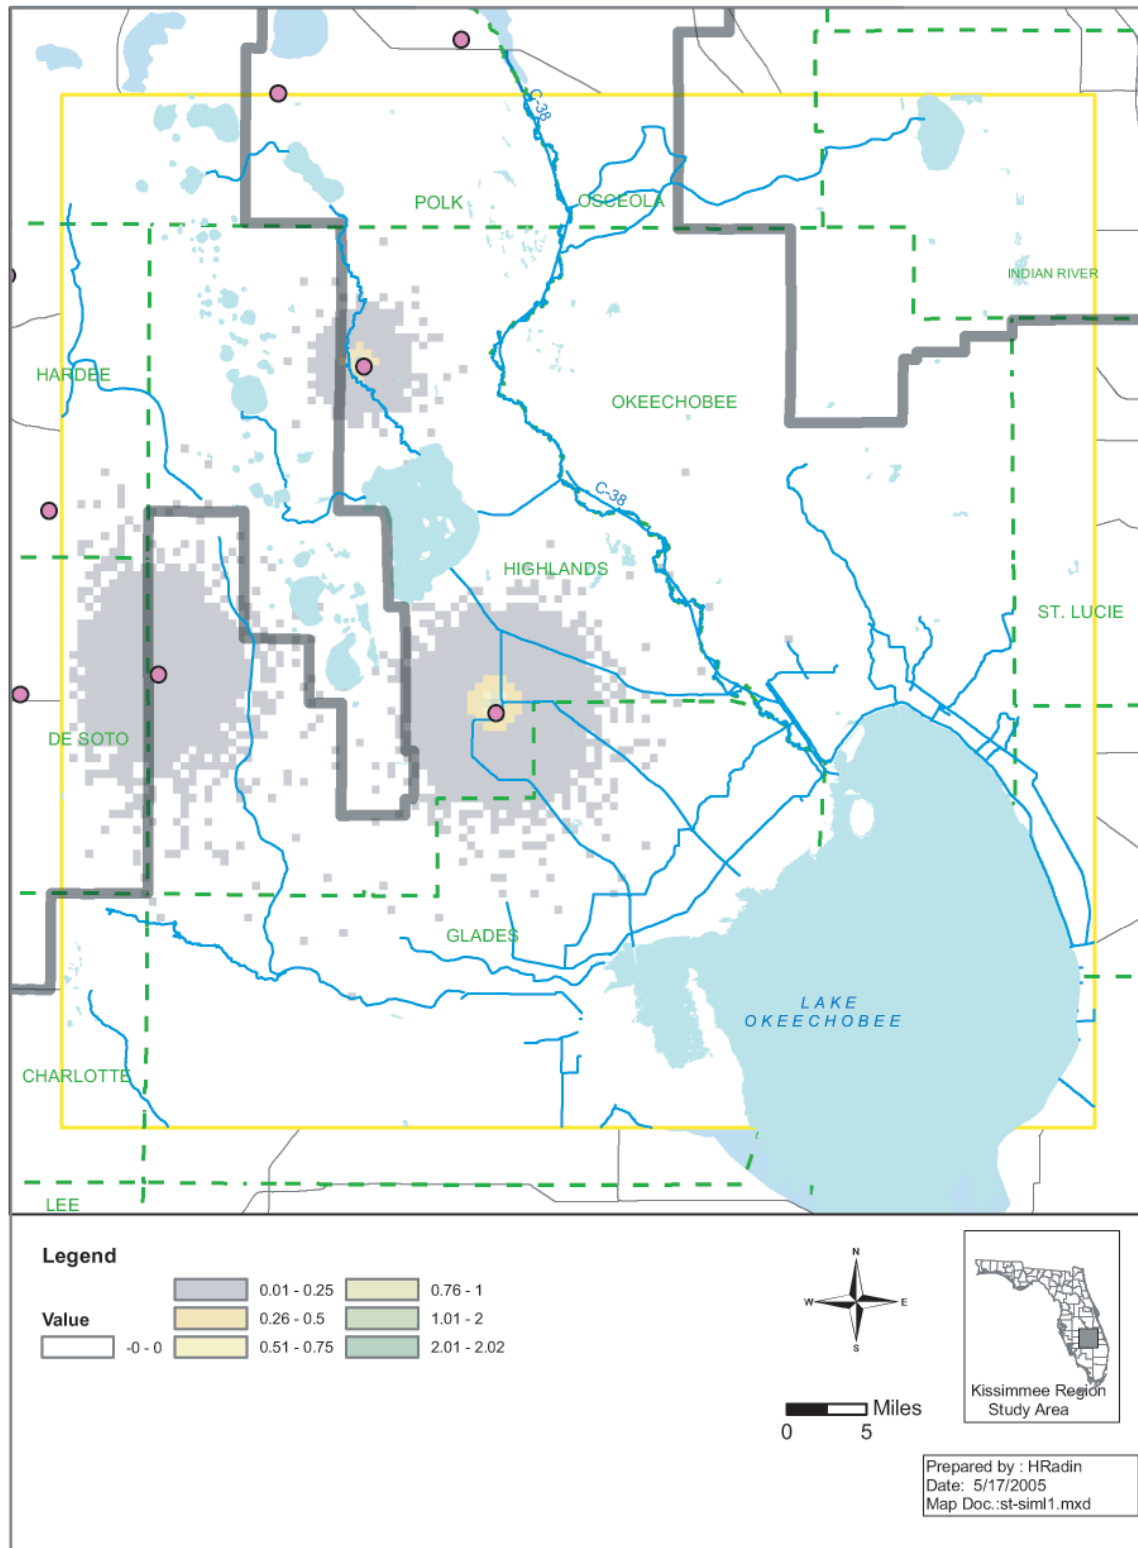 C-38
POLK
OSCEOLA
INDIAN RIVER
HARDEE
OKEECHOBEE
C-38
HIGHLANDS
ST. LUCIE
DE SOTO
GLADES
LAKE
OKEECHOBEE
CHARLOTTE
LEE
Legend
Value
-0 - 0
0.01 - 0.25
0.26 - 0.5
0.51 - 0.75
0.76 - 1
1.01 - 2
2.01 - 2.02
N
W E
S
Miles
0 5
Kissimmee Region
Study Area
Prepared by : HRadin
Date: 5/17/2005
Map Doc.:st-siml1.mxd